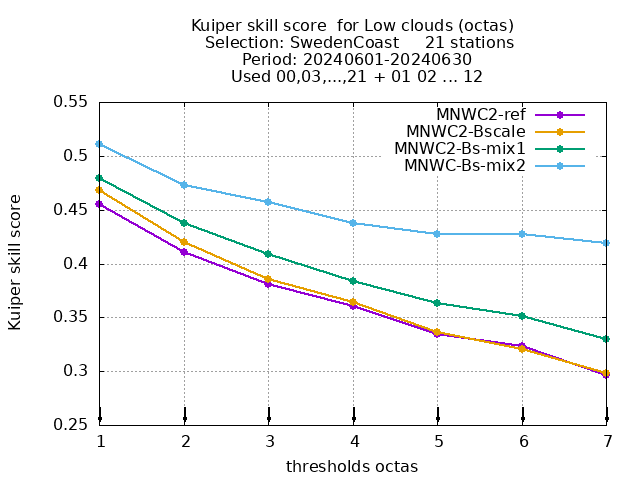 Kuiper skill score  for Low clouds (octas)
Selection: SwedenCoast     21 stations
Period: 20240601-20240630
Used 00,03,...,21 + 01 02 ... 12
MNWC2-ref
MNWC2-Bscale
MNWC2-Bs-mix1
MNWC-Bs-mix2
Kuiper skill score
0.55
0.5
0.45
0.4
0.35
0.3
0.25
1 2 3 4 5 6 7
thresholds octas